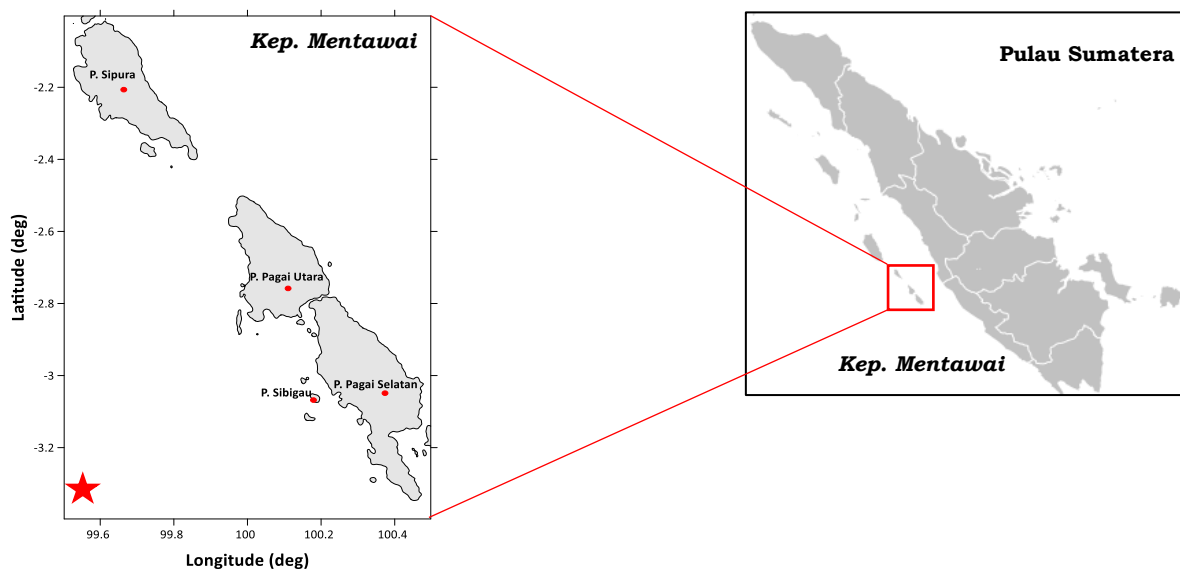 Kep. Mentawai
P. Sipura
P. Pagai Utara
P. Pagai Selatan
P. Sibigau
Latitude (deg)
-2.2
-2.4
-2.6
-2.8
-3
-3.2
99.6 99.8 100 100.2 100.4
Longitude (deg)
Pulau Sumatera
Kep. Mentawai